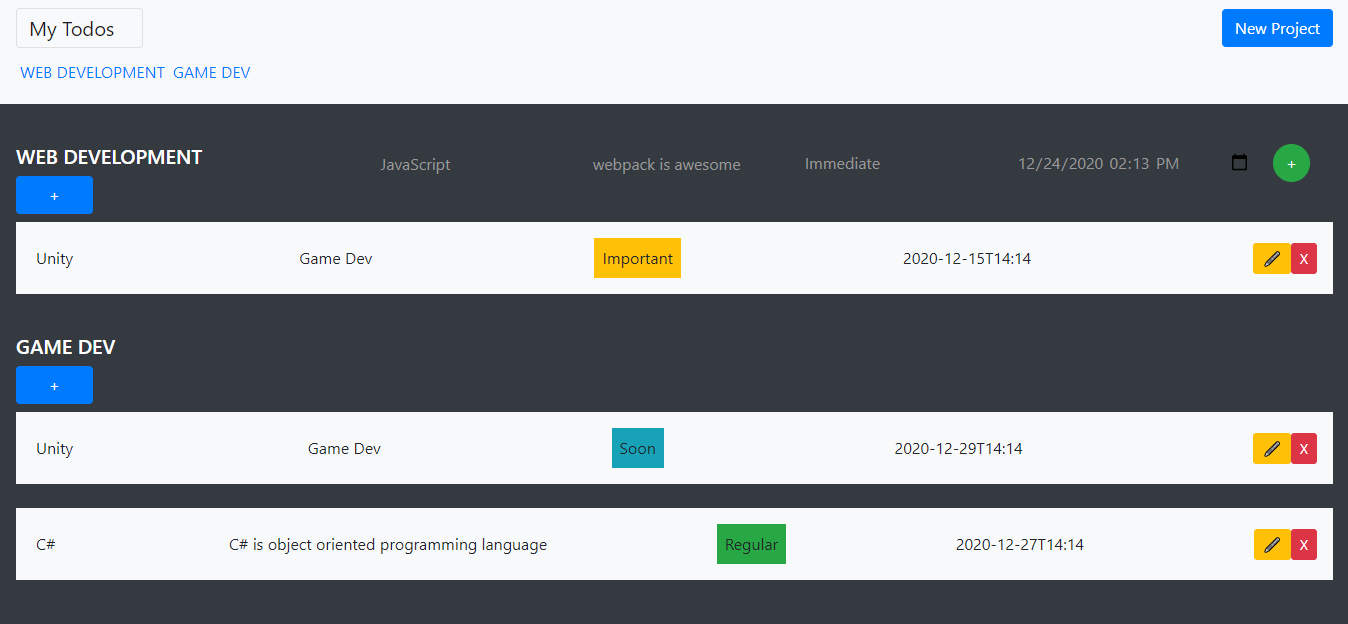 My Todos
New Project
WEB DEVELOPMENT GAME DEV
WEB DEVELOPMENT JavaScript webpack is awesome Immediate 12/24/2020 02:13 PM +
+
Unity Game Dev Important 2020-12-15T14:14 X
GAME DEV
+
Unity Game Dev Soon 2020-12-29T14:14 X
C# C# is object oriented programming language Regular 2020-12-27T14:14 X